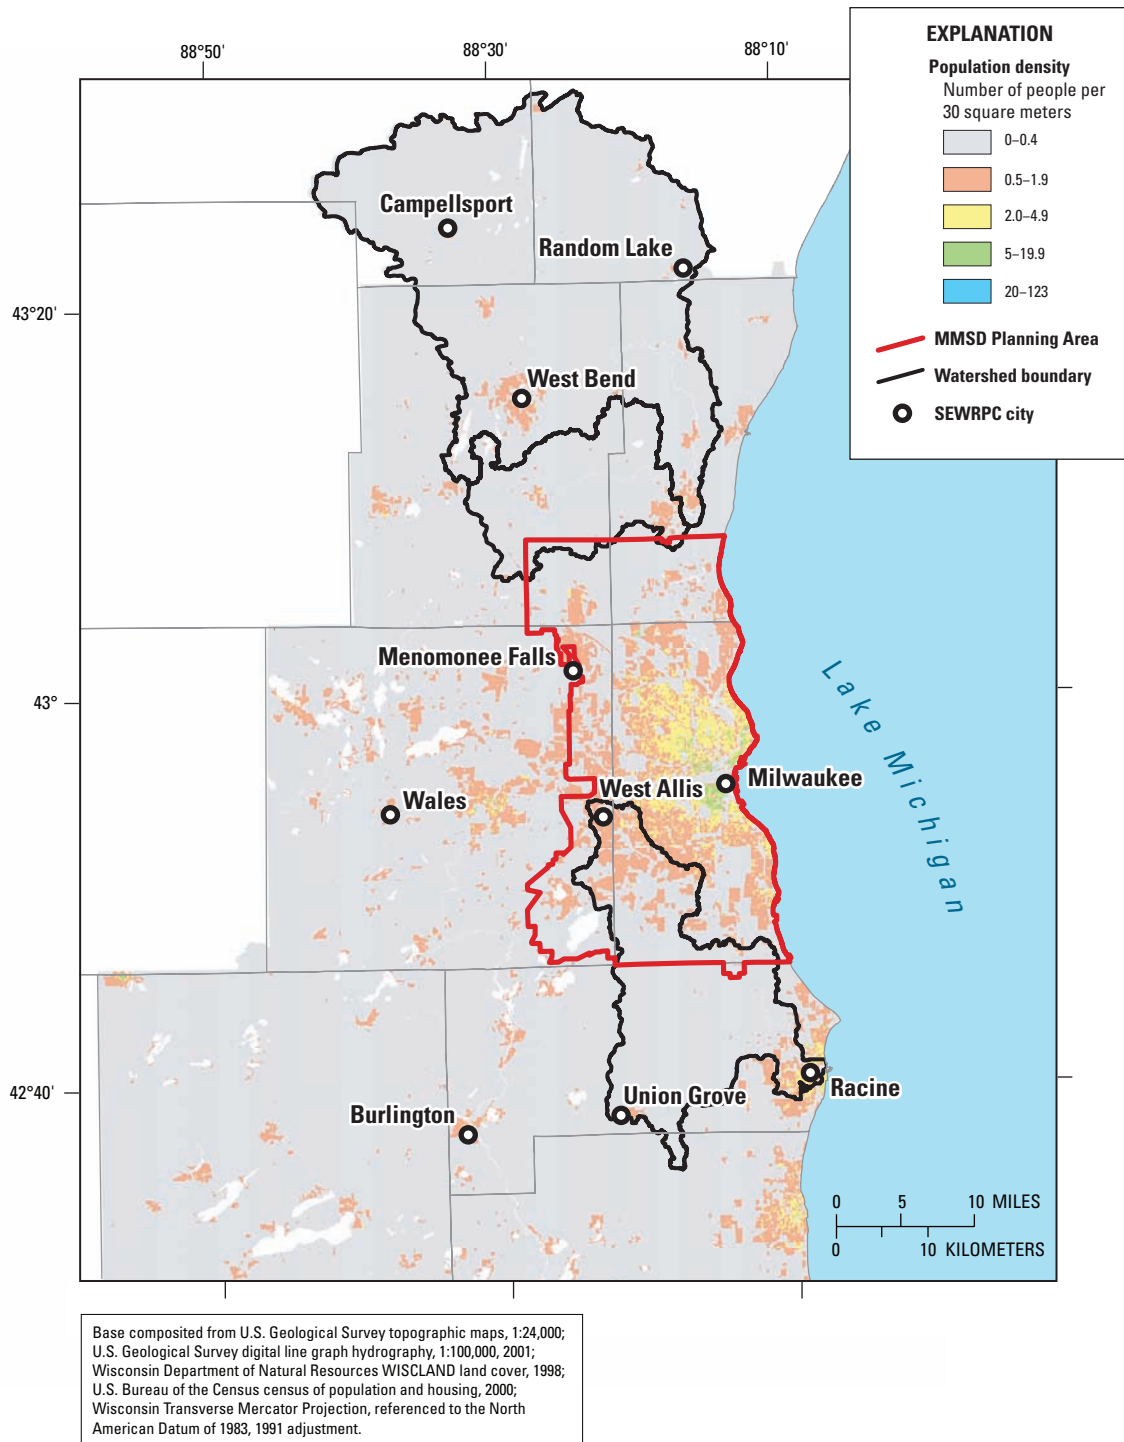 EXPLANATION
Population density
Number of people per
30 square meters
0–0.4
0.5–1.9
2.0–4.9
5–19.9
20–123
MMSD Planning Area
Watershed boundary
SEWRPC city
88°50'
88°30'
88°10'
43°20'
43°
42°40'
Campellsport
Random Lake
West Bend
Menomonee Falls
Milwaukee
West Allis
Wales
Lake Michigan
Racine
Union Grove
Burlington
0 5 10 MILES
0 10 KILOMETERS
Base composited from U.S. Geological Survey topographic maps, 1:24,000;
U.S. Geological Survey digital line graph hydrography, 1:100,000, 2001;
Wisconsin Department of Natural Resources WISCLAND land cover, 1998;
U.S. Bureau of the Census census of population and housing, 2000;
Wisconsin Transverse Mercator Projection, referenced to the North
American Datum of 1983, 1991 adjustment.